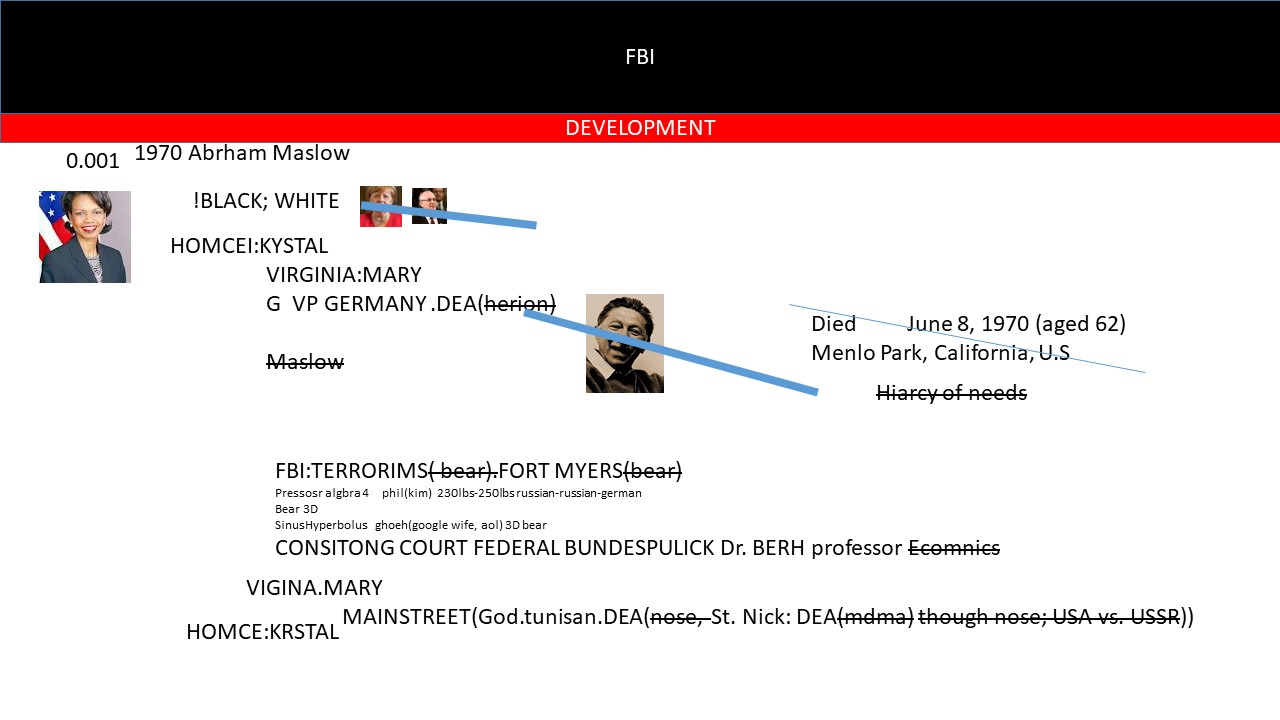 FBI
DEVELOPMENT
0.001
1970 Abrham Maslow
!BLACK; WHITE
HOMCEI:KYSTAL
VIRGINIA:MARY
G VP GERMANY .DEA(herion)
Died June 8, 1970 (aged 62)
Menlo Park, California, U.S
Maslow
Hiarcy of needs
FBI:TERRORIMS( bear).FORT MYERS(bear)
Pressosr algbra 4 phil(kim) 230lbs-250lbs russian-russian-german
Bear 3D
SinusHyperbolus ghoeh(google wife, aol) 3D bear
CONSITONG COURT FEDERAL BUNDESPULICK Dr. BERH professor Ecomnics
VIGINA.MARY
MAINSTREET(God.tunisan.DEA(nose, St. Nick: DEA(mdma) though nose; USA vs. USSR))
HOMCE:KRSTAL